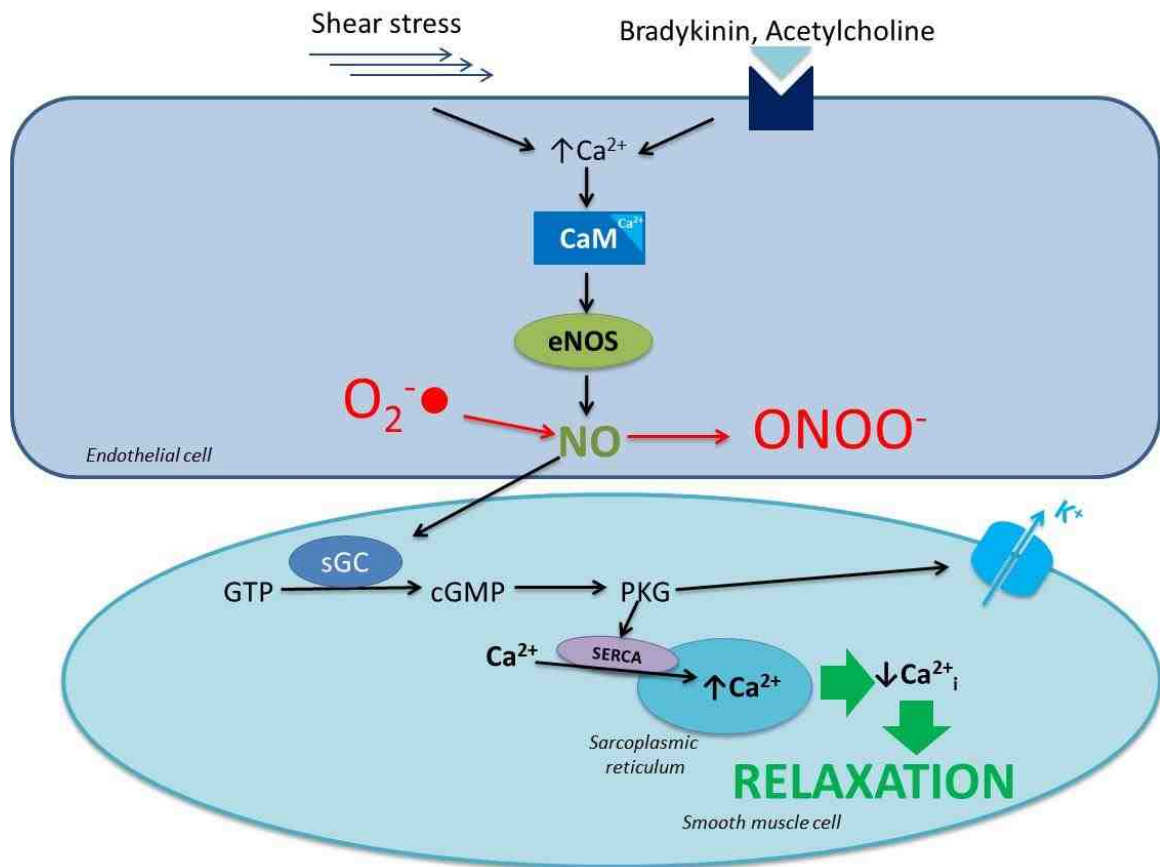 Shear stress
Bradykinin, Acetylcholine
↑Ca²⁺
CaM
Ca²⁺
eNOS
O₂⁻●
NO
ONOO⁻
Endothelial cell
K⁺
sGC
GTP
cGMP
PKG
Ca²⁺
SERCA
↑Ca²⁺
↓Ca²⁺ᵢ
Sarcoplasmic
reticulum
RELAXATION
Smooth muscle cell